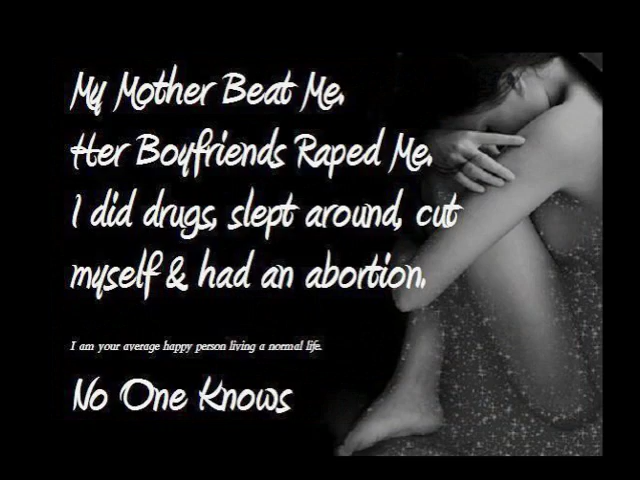 My Mother Beat Me.
Her Boyfriends Raped Me.
I did drugs, slept around, cut
myself & had an abortion.
I am your average happy person living a normal life.
No One Knows